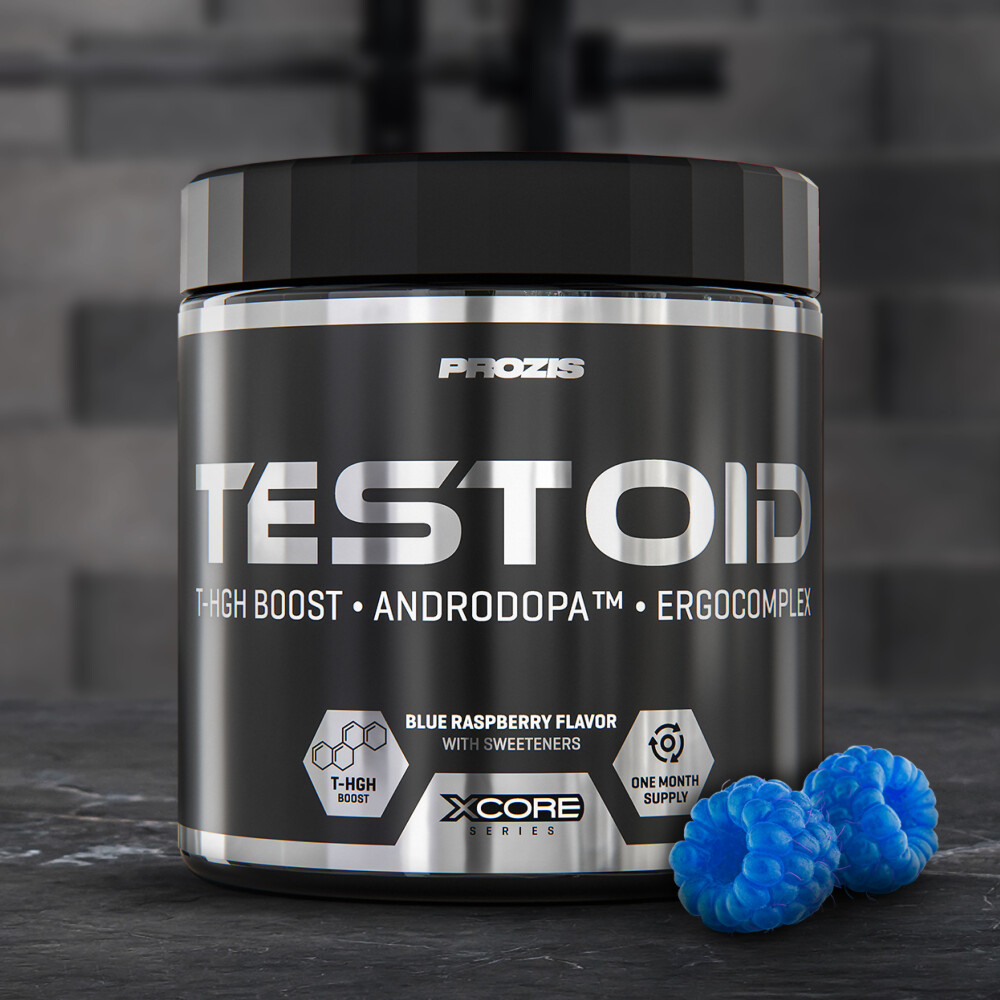 PROZIS
TESTOID
T-HGH BOOST • ANDRODOPA™ • ERGOCOMPLEX
BLUE RASPBERRY FLAVOR
WITH SWEETENERS
T-HGH
BOOST
ONE MONTH
SUPPLY
XCORE
SERIES